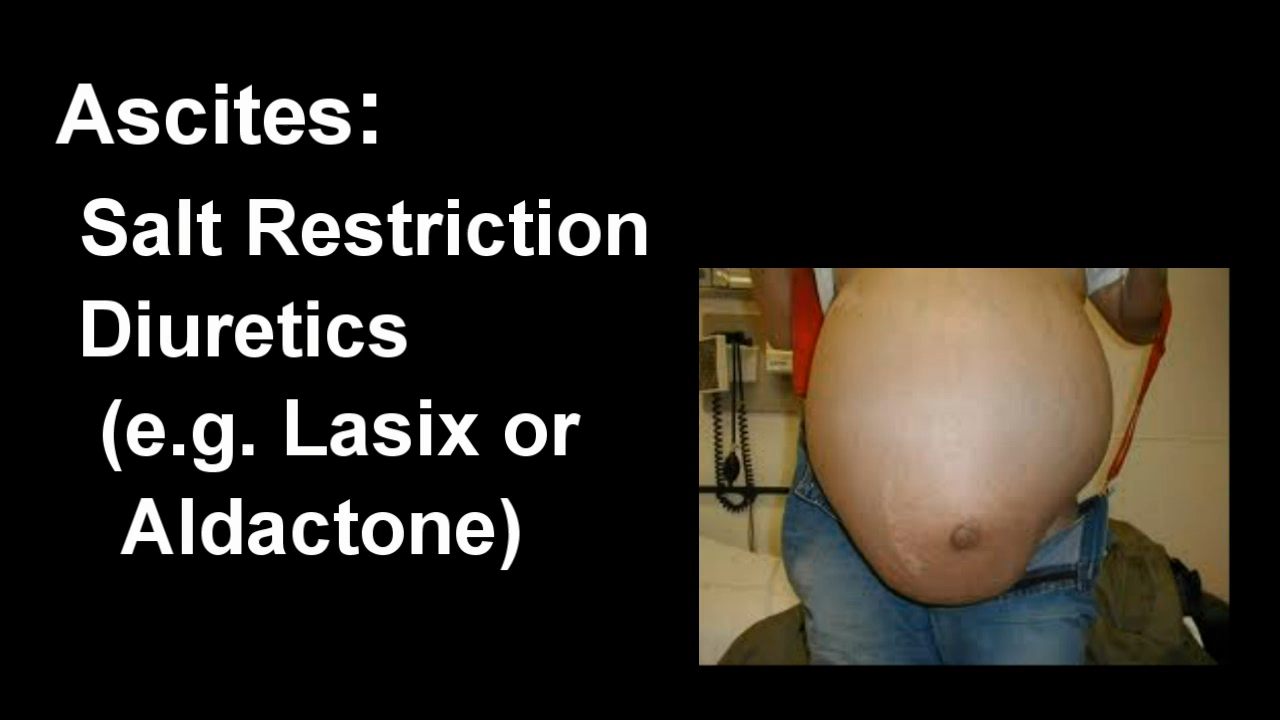 Ascites:
Salt Restriction
Diuretics
(e.g. Lasix or
Aldactone)